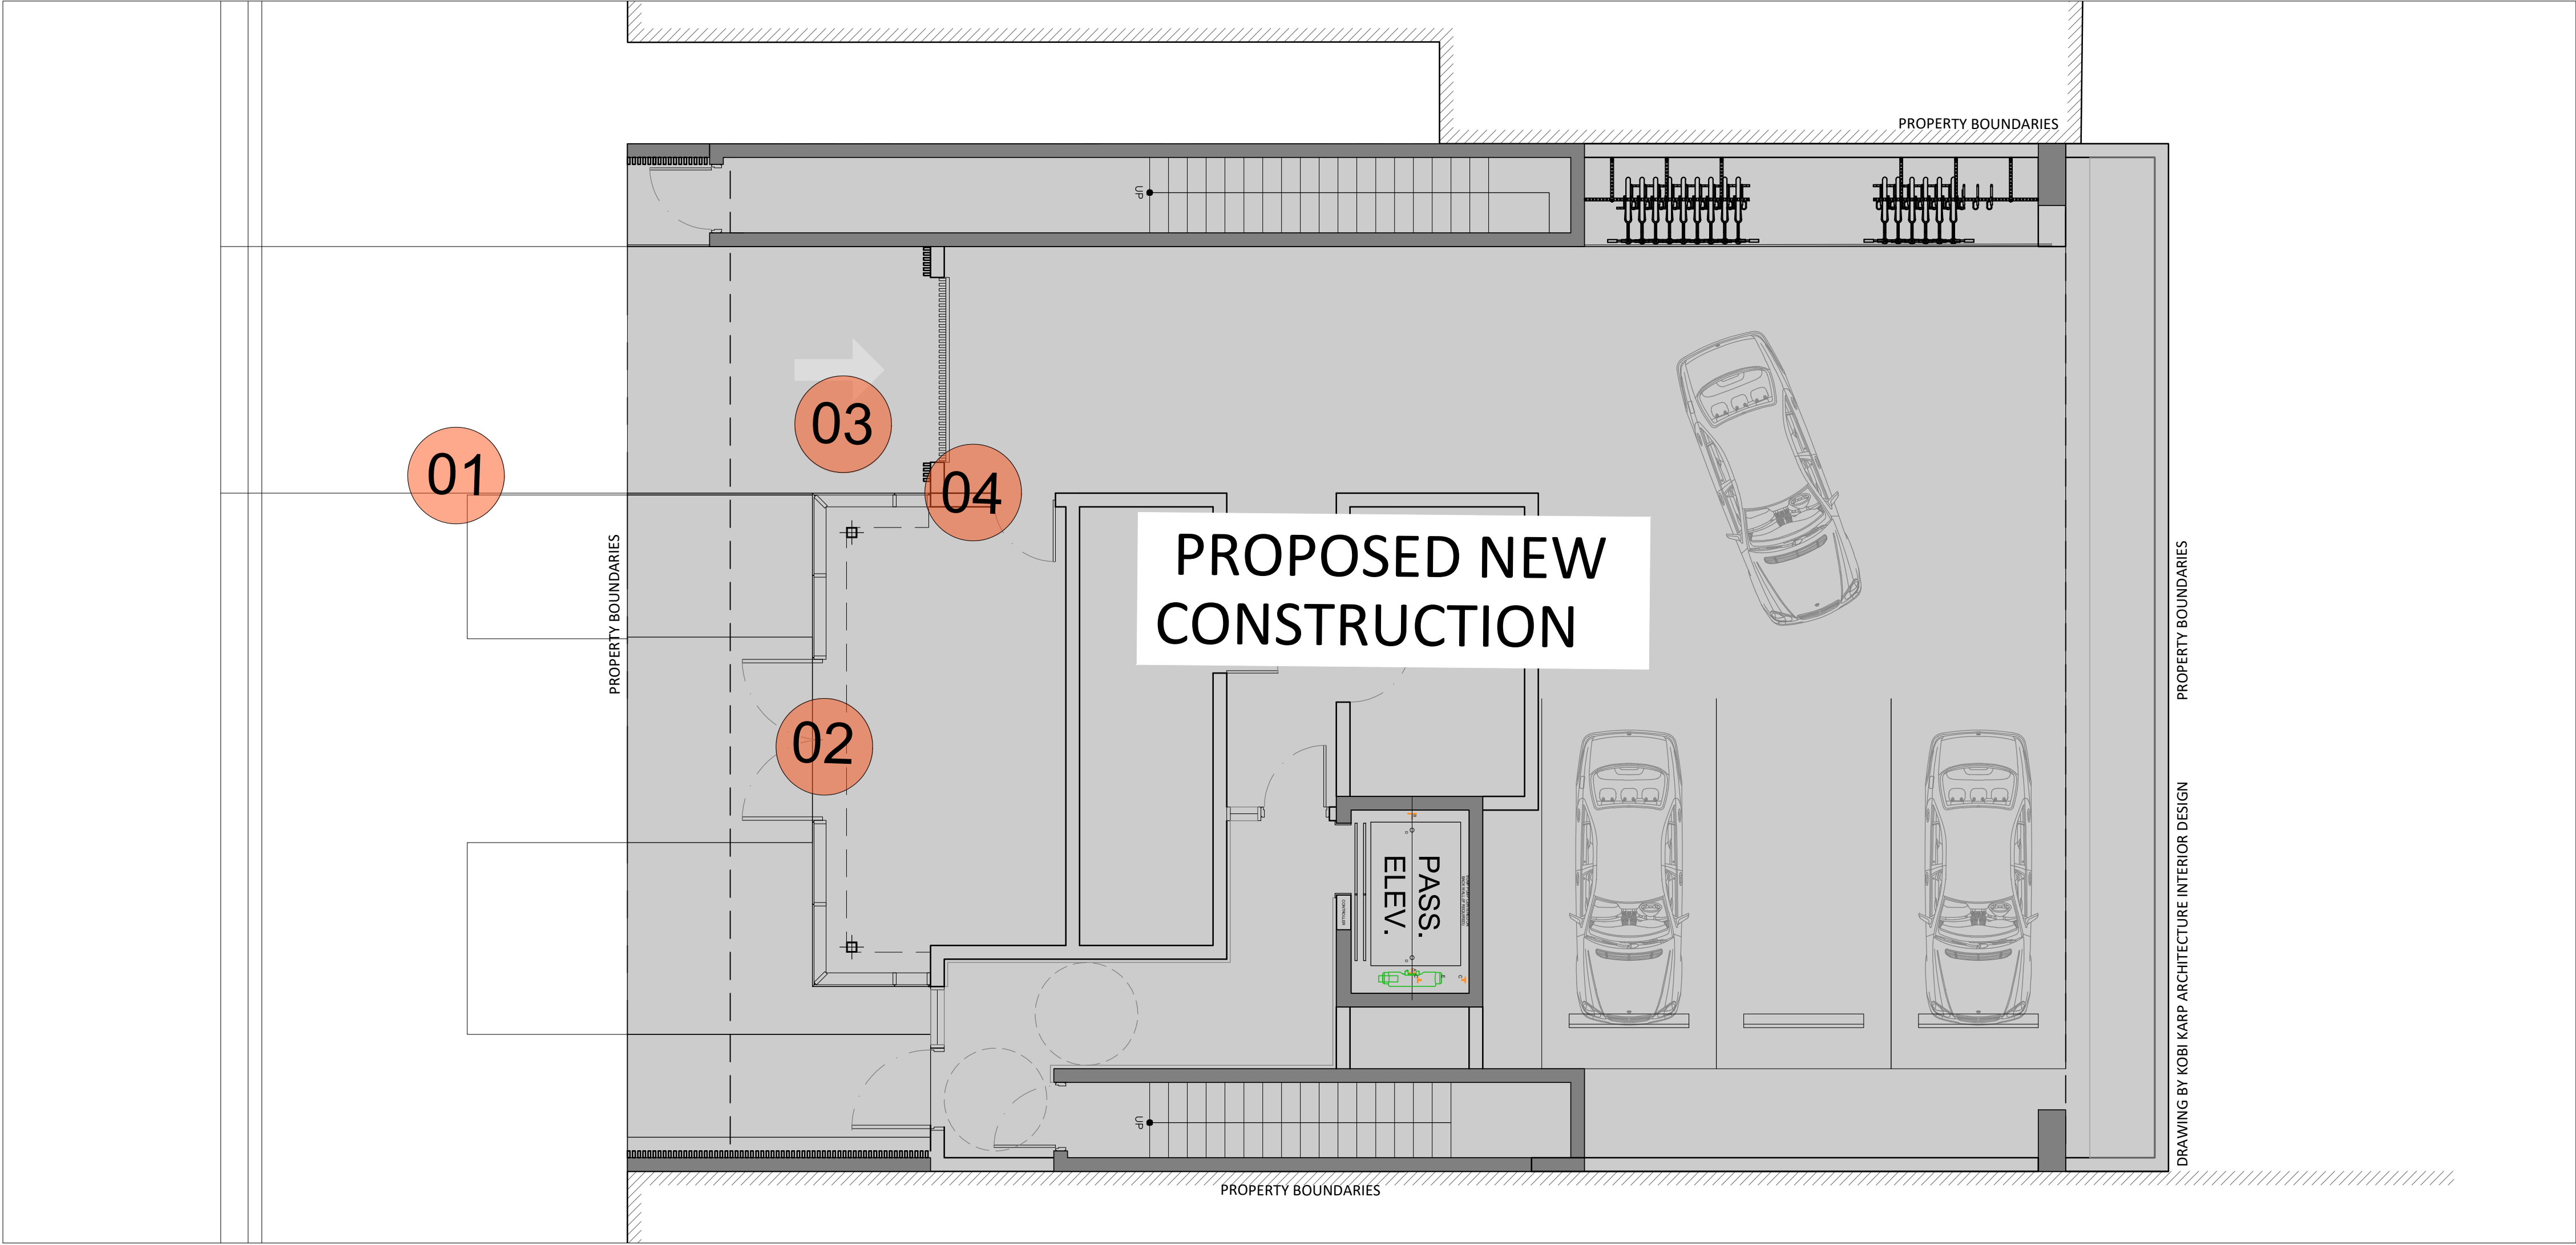 PROPERTY BOUNDARIES
UP
03
01
04
PROPOSED NEW
CONSTRUCTION
PROPERTY BOUNDARIES
PROPERTY BOUNDARIES
02
PASS.
ELEV.
CONTROLLER
DRAWING BY KOBI KARP ARCHITECTURE INTERIOR DESIGN
UP
PROPERTY BOUNDARIES